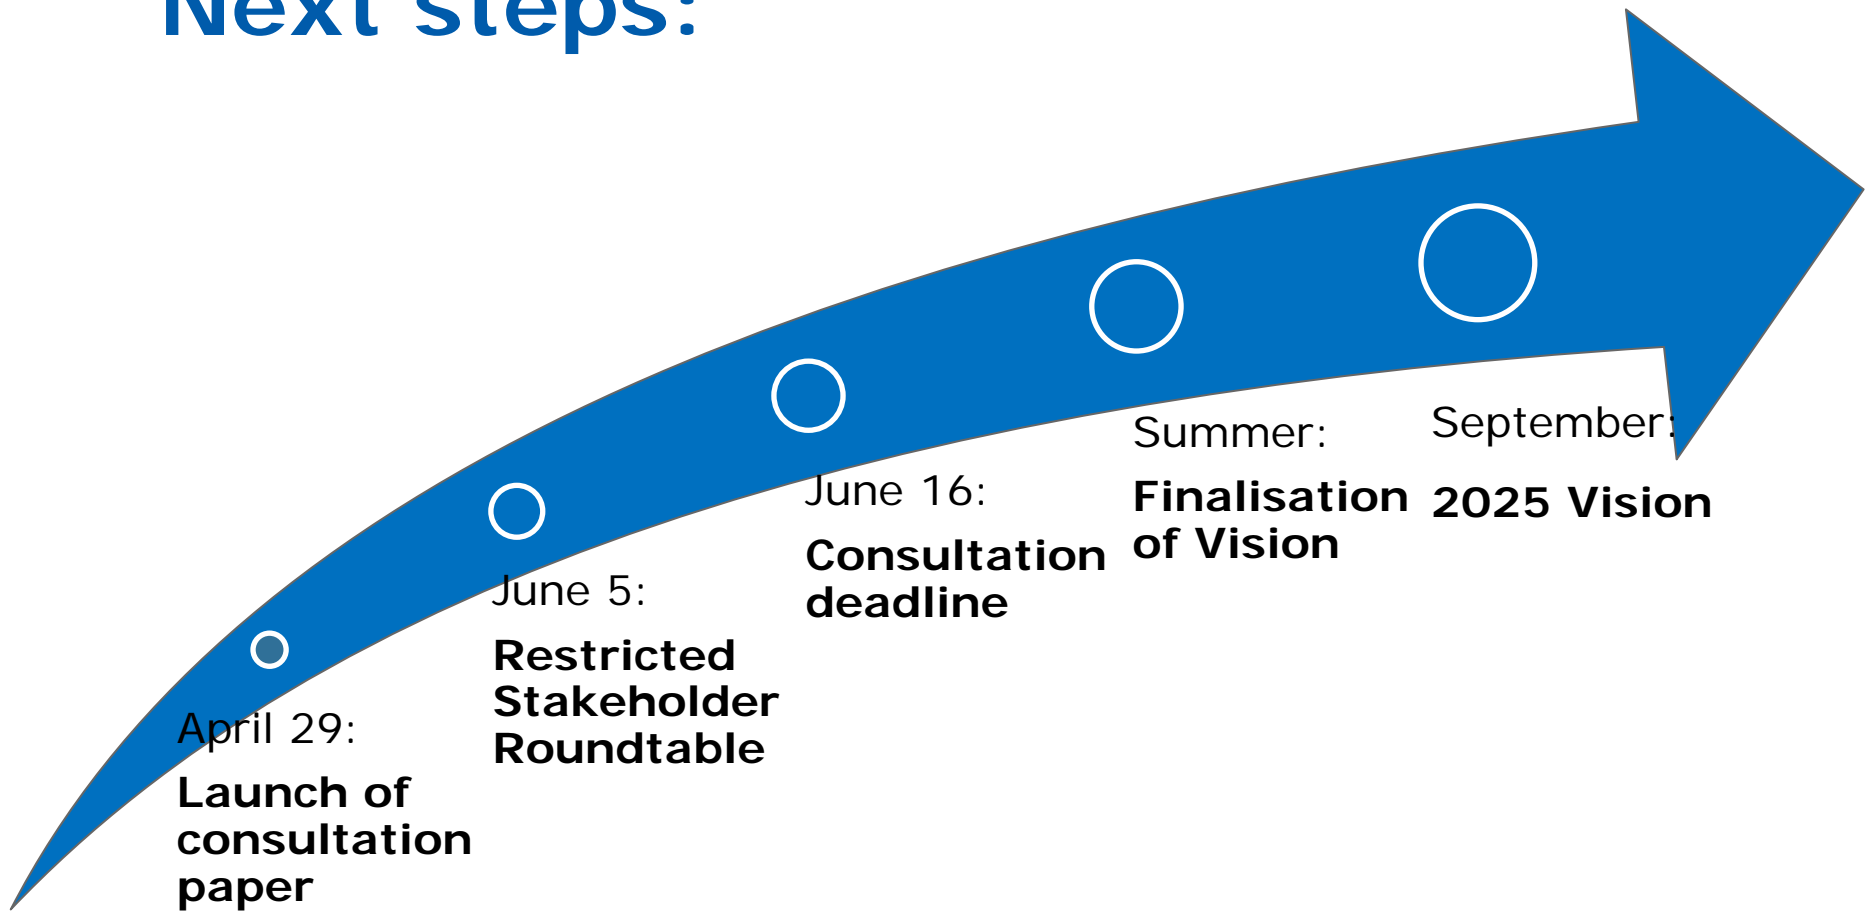 Next steps:
April 29:
Launch of
consultation
paper
June 5:
Restricted
Stakeholder
Roundtable
June 16:
Consultation
deadline
Summer:
Finalisation
of Vision
September:
2025 Vision